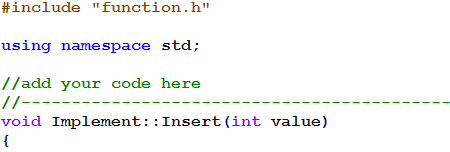 #include "function.h"
using namespace std;
//add your code here
//-------------------------------------------
void Implement::Insert(int value)
{